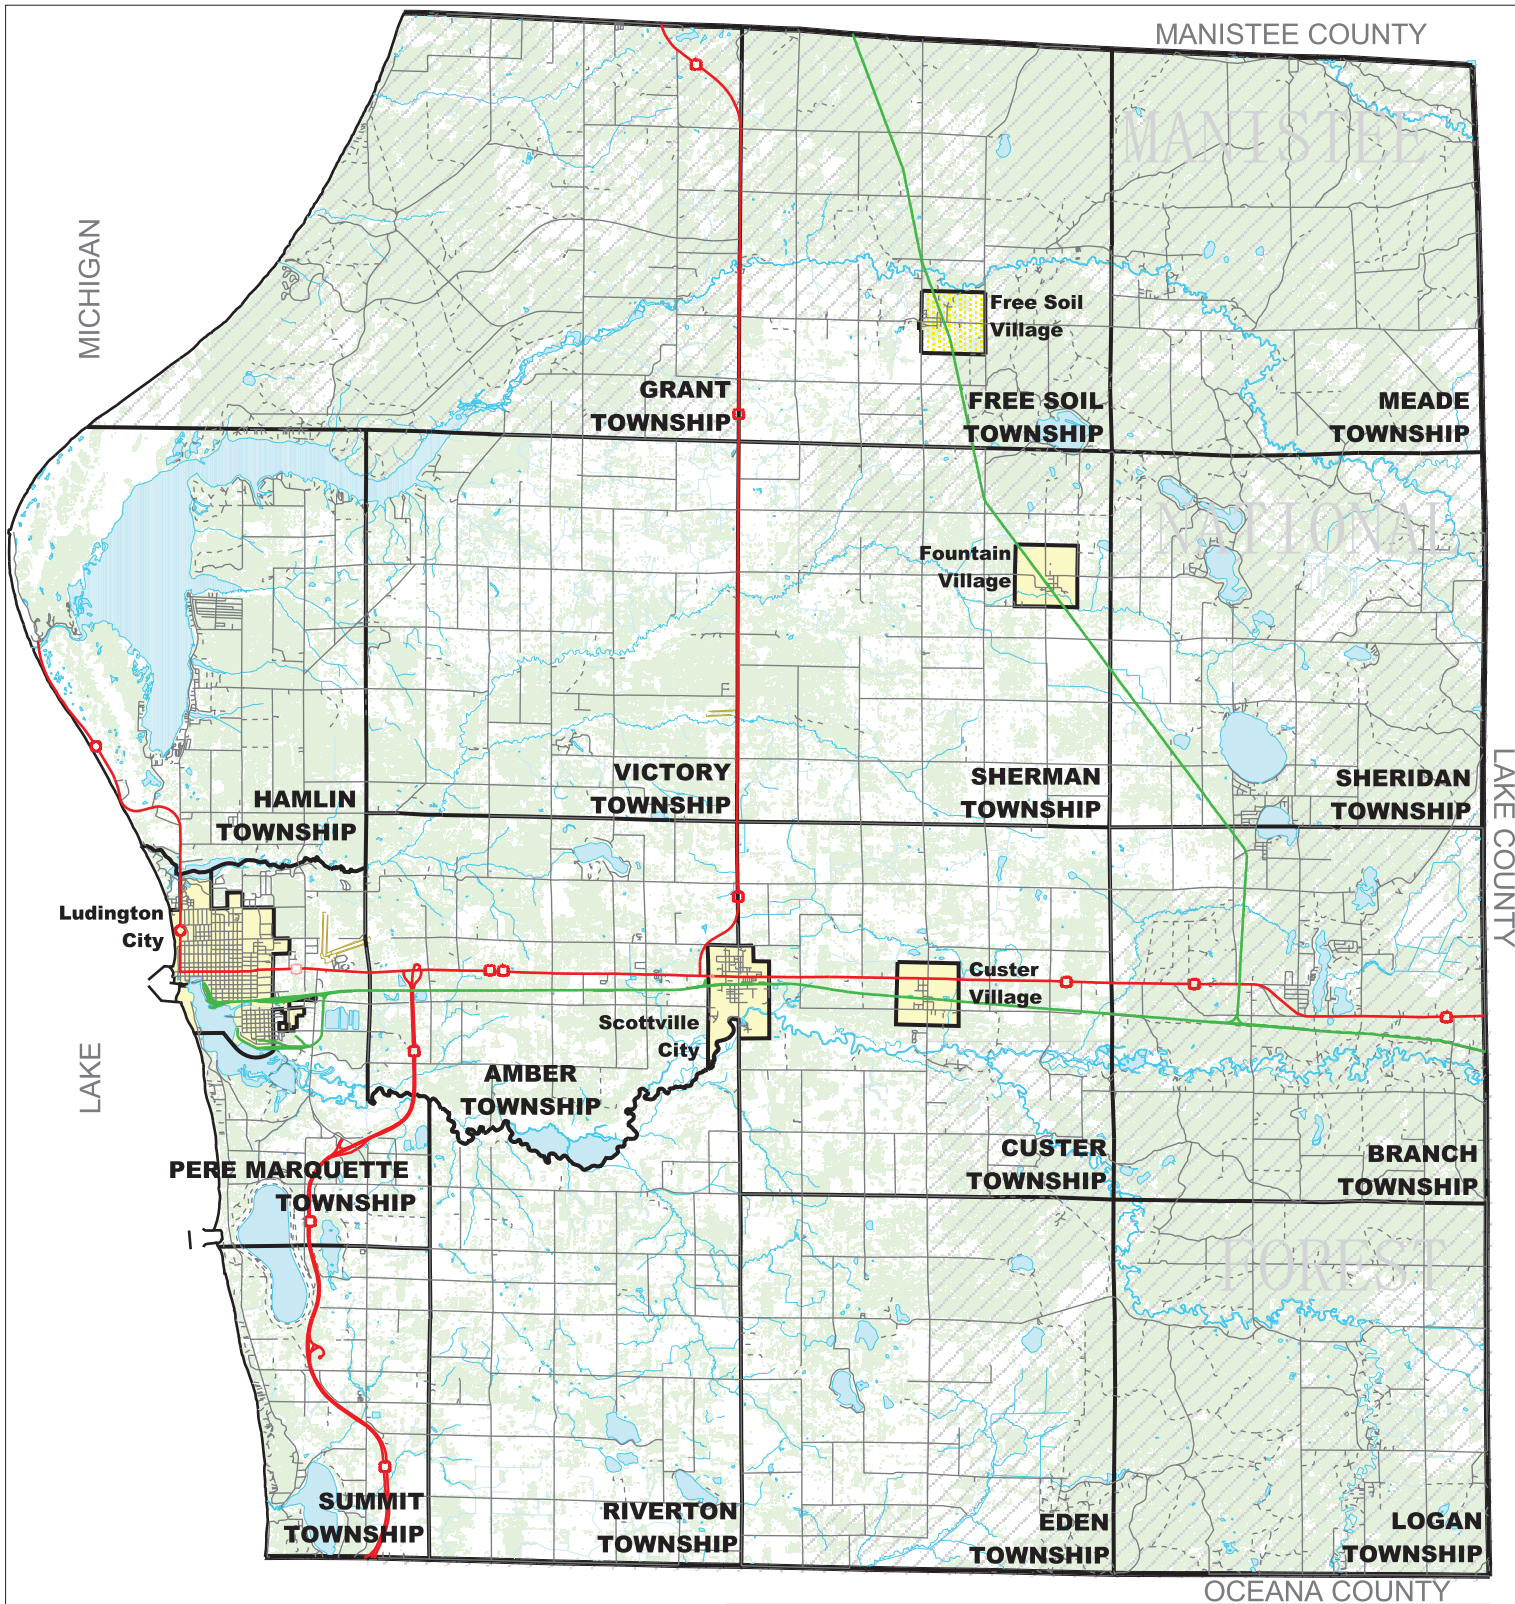 MANISTEE COUNTY
MANISTEE
MICHIGAN
Free Soil
Village
GRANT
TOWNSHIP
FREE SOIL
TOWNSHIP
MEADE
TOWNSHIP
NATIONAL
Fountain
Village
VICTORY
TOWNSHIP
SHERMAN
TOWNSHIP
SHERIDAN
TOWNSHIP
HAMLIN
TOWNSHIP
LAKE COUNTY
Ludington
City
Custer
Village
Scottville
City
LAKE
AMBER
TOWNSHIP
CUSTER
TOWNSHIP
BRANCH
TOWNSHIP
PERE MARQUETTE
TOWNSHIP
FOREST
SUMMIT
TOWNSHIP
RIVERTON
TOWNSHIP
EDEN
TOWNSHIP
LOGAN
TOWNSHIP
OCEANA COUNTY